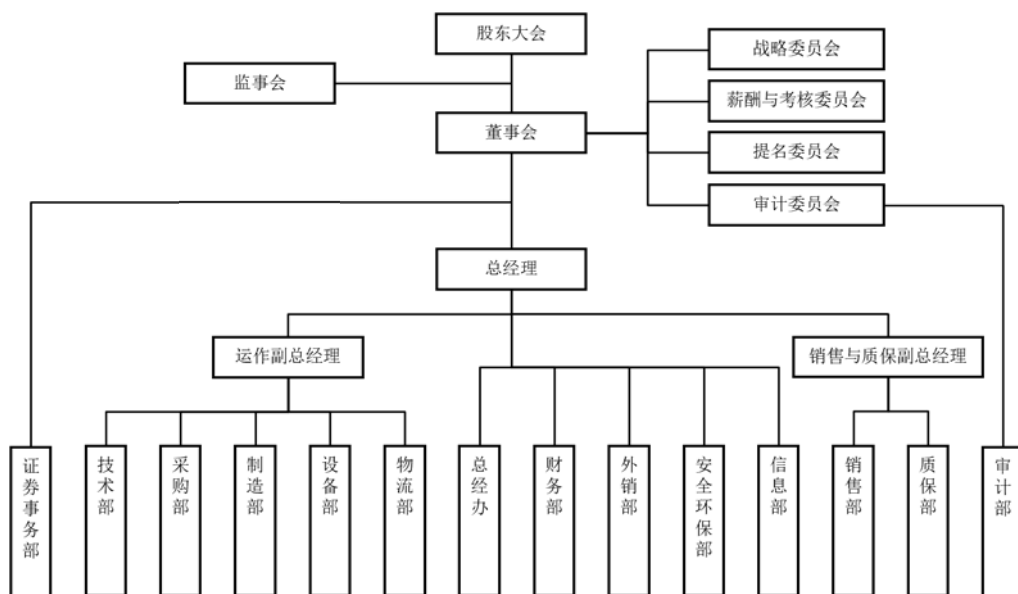 股东大会
战略委员会
监事会
薪酬与考核委员会
董事会
提名委员会
审计委员会
总经理
运作副总经理
销售与质保副总经理
证券事务部
技术部
采购部
制造部
设备部
物流部
总经办
财务部
外销部
安全环保部
信息部
销售部
质保部
审计部